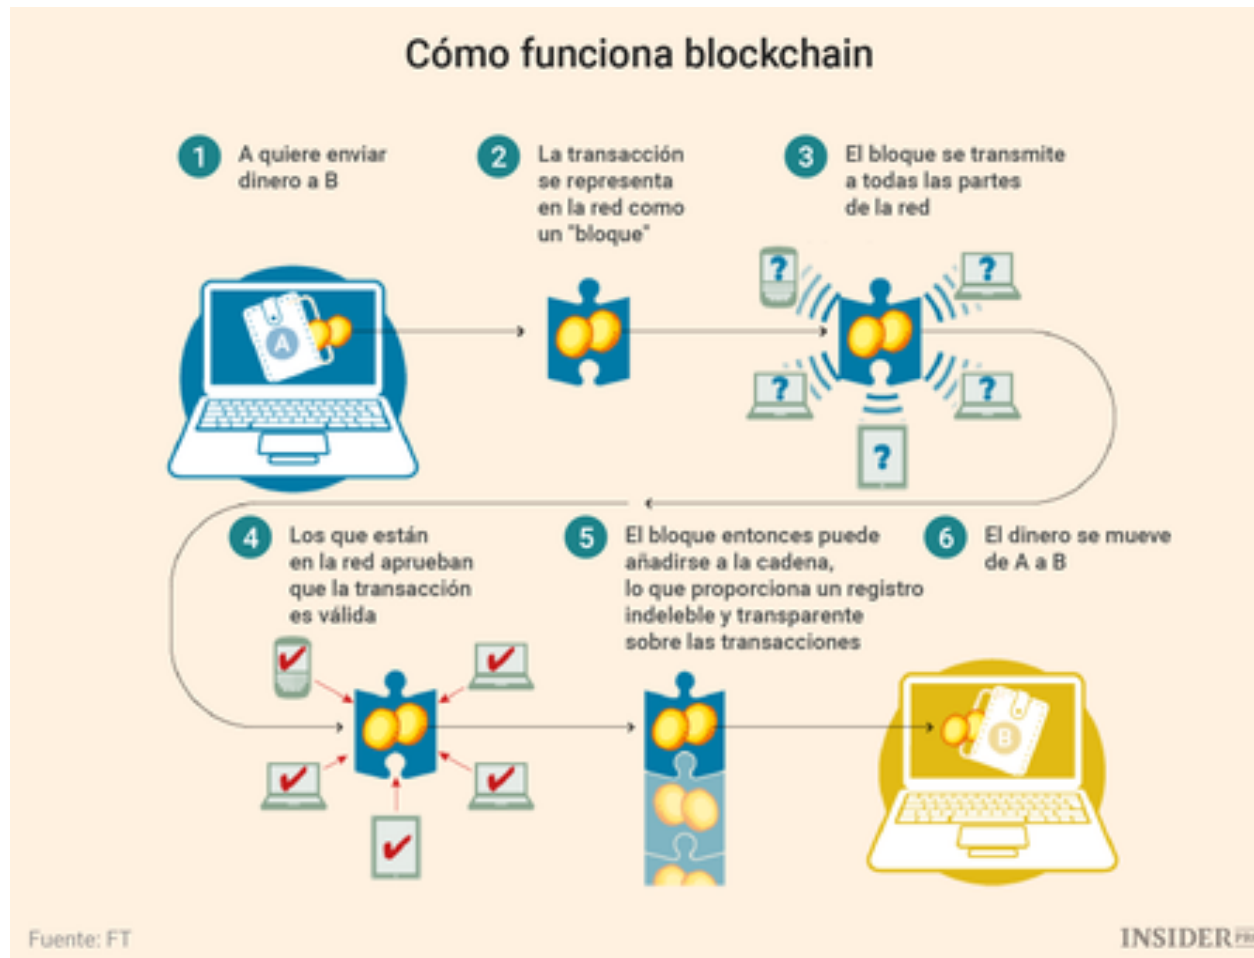 Cómo funciona blockchain
1
A quiere enviar
dinero a B
2
La transacción
se representa
en la red como
un "bloque"
3
El bloque se transmite
a todas las partes
de la red
A
?
?
?
?
?
4
Los que están
en la red aprueban
que la transacción
es válida
5
El bloque entonces puede
añadirse a la cadena,
lo que proporciona un registro
indeleble y transparente
sobre las transacciones
6
El dinero se mueve
de A a B
B
Fuente: FT
INSIDER